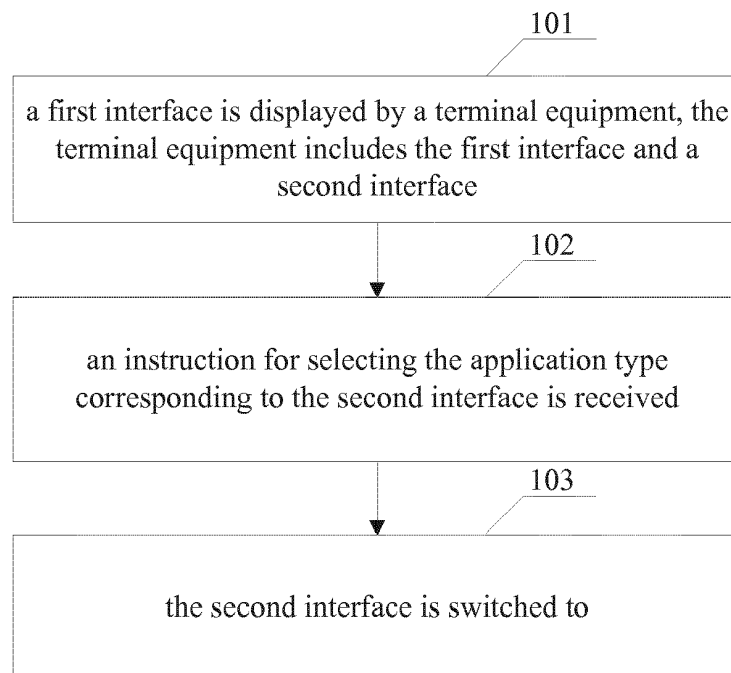 101
a first interface is displayed by a terminal equipment, the
terminal equipment includes the first interface and a
second interface
102
an instruction for selecting the application type
corresponding to the second interface is received
103
the second interface is switched to